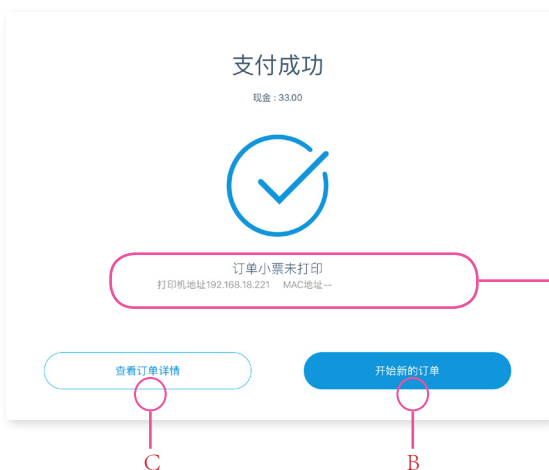 支付成功
现金 : 33.00
订单小票未打印
打印机地址192.168.18.221 MAC地址--
查看订单详情 开始新的订单
C B